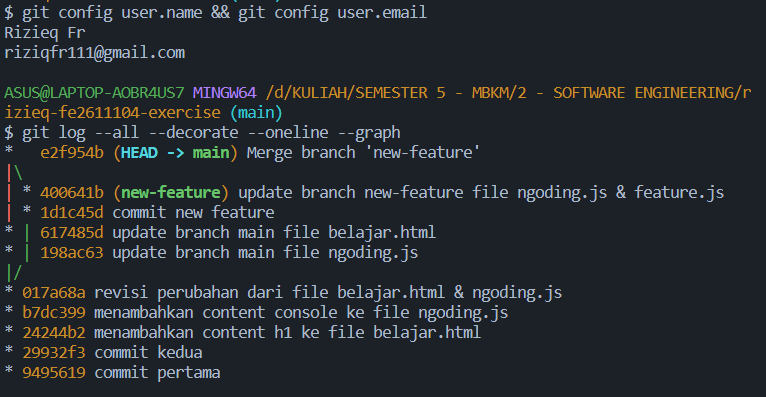 $ git config user.name && git config user.email
Rizieq Fr
riziqfr111@gmail.com
ASUS@LAPTOP-AOBR4US7 MINGW64 /d/KULIAH/SEMESTER 5 - MBKM/2 - SOFTWARE ENGINEERING/r
izieq-fe2611104-exercise (main)
$ git log --all --decorate --oneline --graph
*   e2f954b (HEAD -> main) Merge branch 'new-feature'
|\
| * 400641b (new-feature) update branch new-feature file ngoding.js & feature.js
| * 1d1c45d commit new feature
* | 617485d update branch main file belajar.html
* | 198ac63 update branch main file ngoding.js
|/
* 017a68a revisi perubahan dari file belajar.html & ngoding.js
* b7dc399 menambahkan content console ke file ngoding.js
* 24244b2 menambahkan content h1 ke file belajar.html
* 29932f3 commit kedua
* 9495619 commit pertama